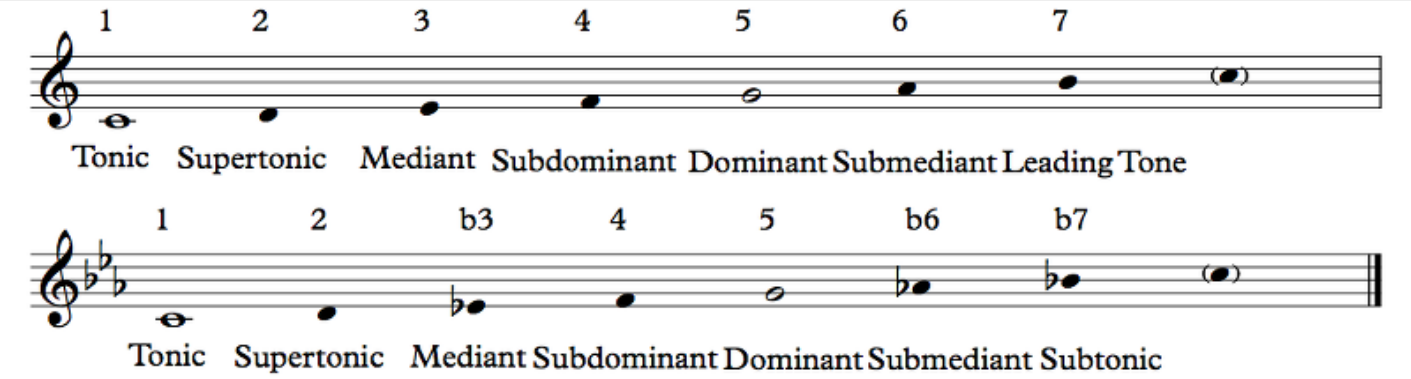 1 2 3 4 5 6 7
Tonic Supertonic Mediant Subdominant Dominant Submediant Leading Tone
1 2 b3 4 5 b6 b7
Tonic Supertonic Mediant Subdominant Dominant Submediant Subtonic